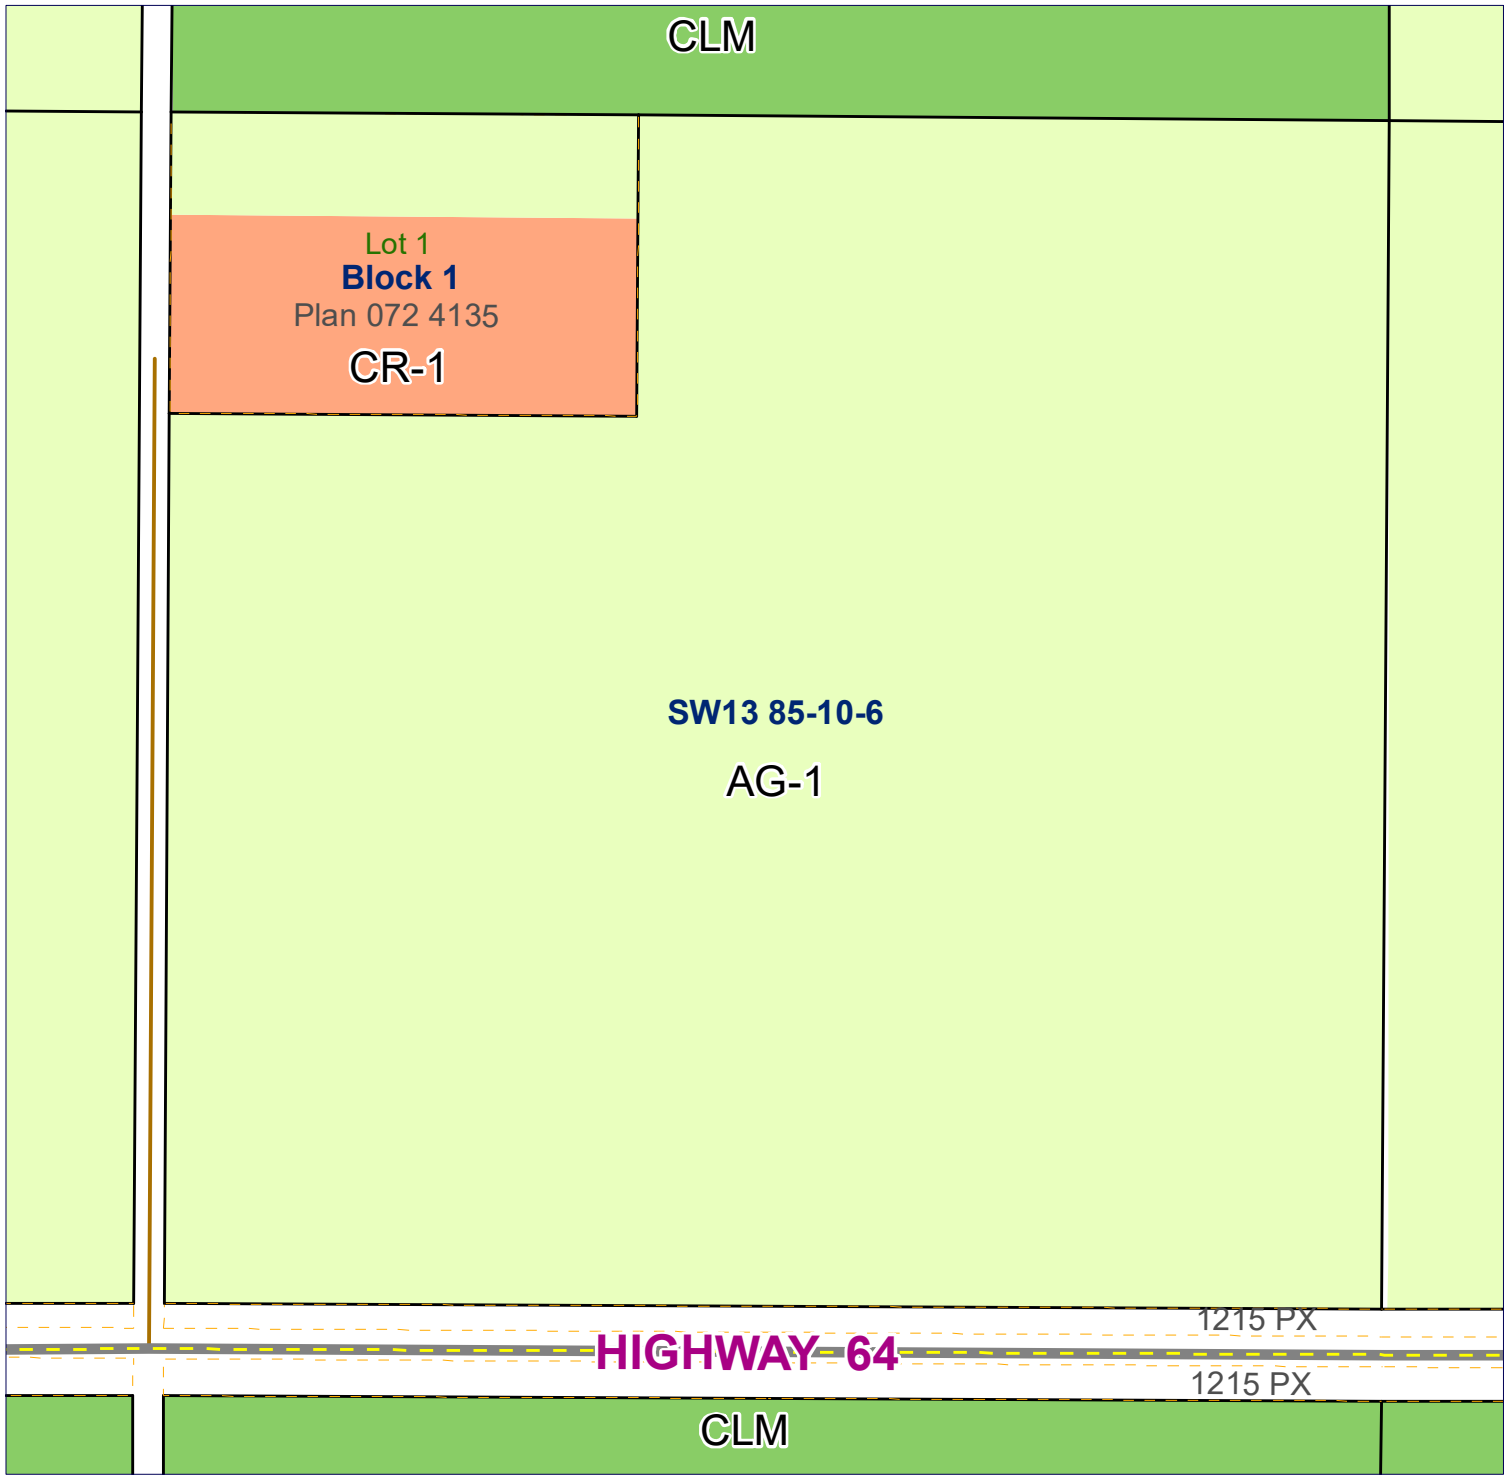 CLM
Lot 1
Block 1
Plan 072 4135
CR-1
SW13 85-10-6
AG-1
1215 PX
HIGHWAY 64
1215 PX
CLM